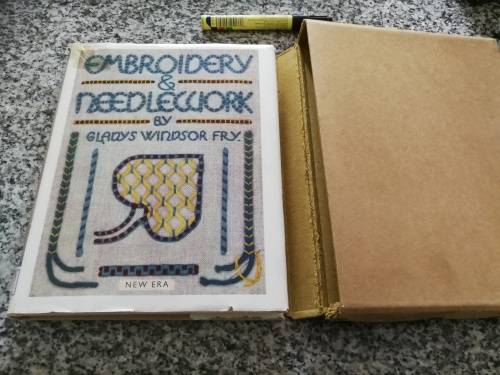 EMBROIDERY
&
NEEDLEWORK
BY
GLADYS WINDSOR FRY.
NEW ERA